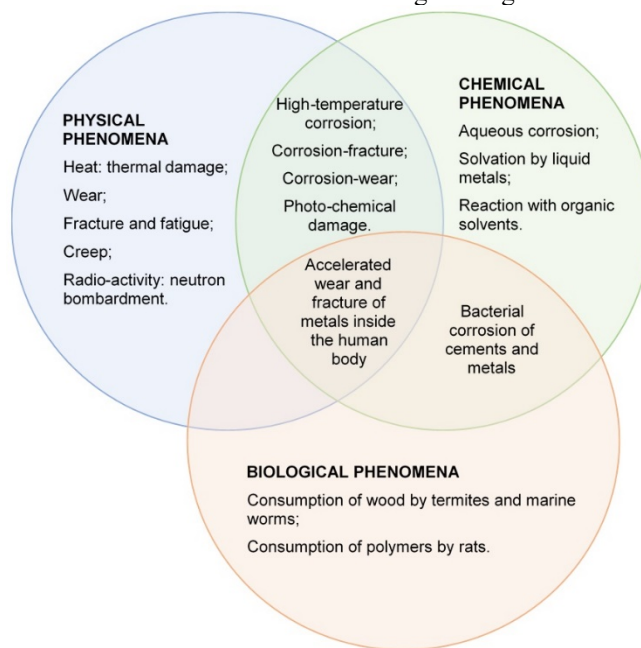 PHYSICAL
PHENOMENA
Heat: thermal damage;
Wear;
Fracture and fatigue;
Creep;
Radio-activity: neutron
bombardment.
High-temperature
corrosion;
Corrosion-fracture;
Corrosion-wear;
Photo-chemical
damage.
CHEMICAL
PHENOMENA
Aqueous corrosion;
Solvation by liquid
metals;
Reaction with organic
solvents.
Accelerated
wear and
fracture of
metals inside
the human
body
Bacterial
corrosion of
cements and
metals
BIOLOGICAL PHENOMENA
Consumption of wood by termites and marine
worms;
Consumption of polymers by rats.